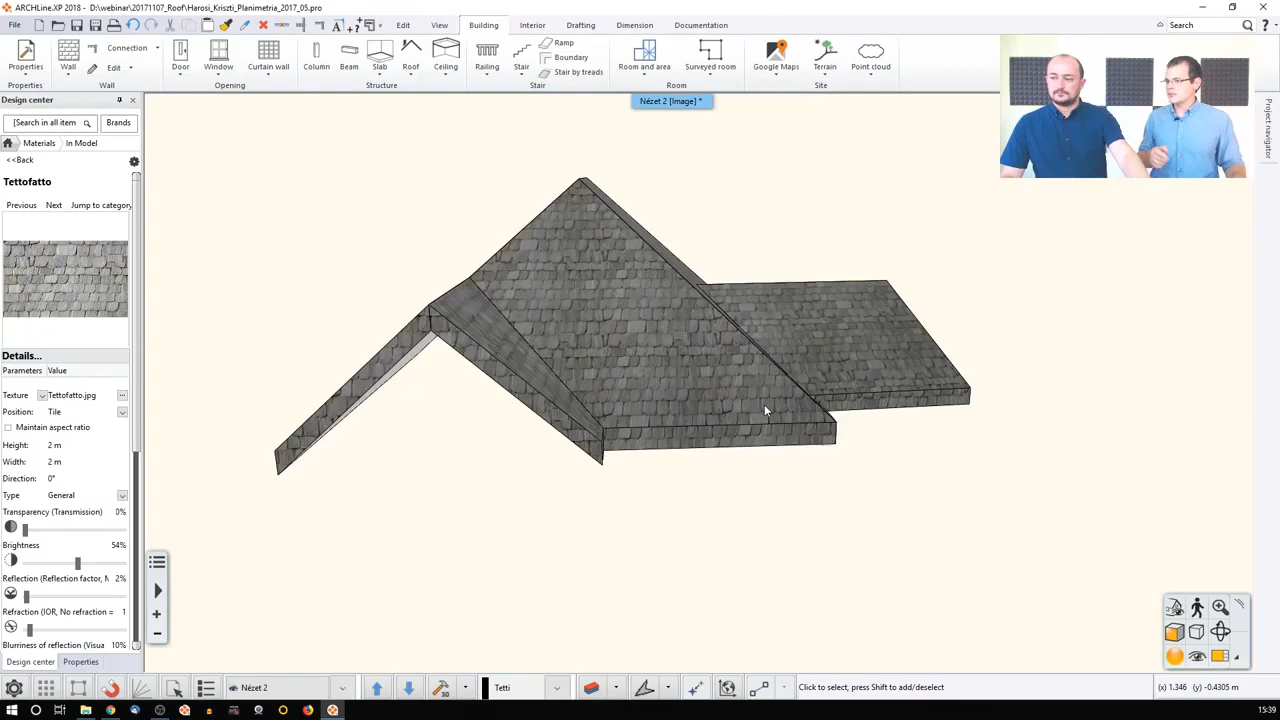 ARCHLine.XP 2018 - D:\webinar\20171107_Roof\Harosi_Kriszti_Planimetria_2017_05.pro
File
Edit
View
Building
Interior
Drafting
Dimension
Documentation
Search
Properties
Wall
Connection
Edit
Door
Window
Curtain wall
Column
Beam
Slab
Roof
Ceiling
Railing
Stair
Ramp
Boundary
Stair by treads
Room and area
Surveyed room
Google Maps
Terrain
Point cloud
Properties
Wall
Opening
Structure
Stair
Room
Site
Design center
[Search in all item
Brands
Materials
In Model
<<Back
Tettofatto
Previous
Next
Jump to category
Details...
Parameters Value
Texture Tettofatto.jpg
Position: Tile
Maintain aspect ratio
Height: 2 m
Width: 2 m
Direction: 0°
Type General
Transparency (Transmission) 0%
Brightness 54%
Reflection (Reflection factor, N 2%
Refraction (IOR, No refraction = 1
Blurriness of reflection (Visua 10%
Design center
Properties
Nézet 2 [Image] *
Project navigator
Nézet 2
30
Tetti
Click to select, press Shift to add/deselect
(x) 1.346 (y) -0.4305 m
15:39